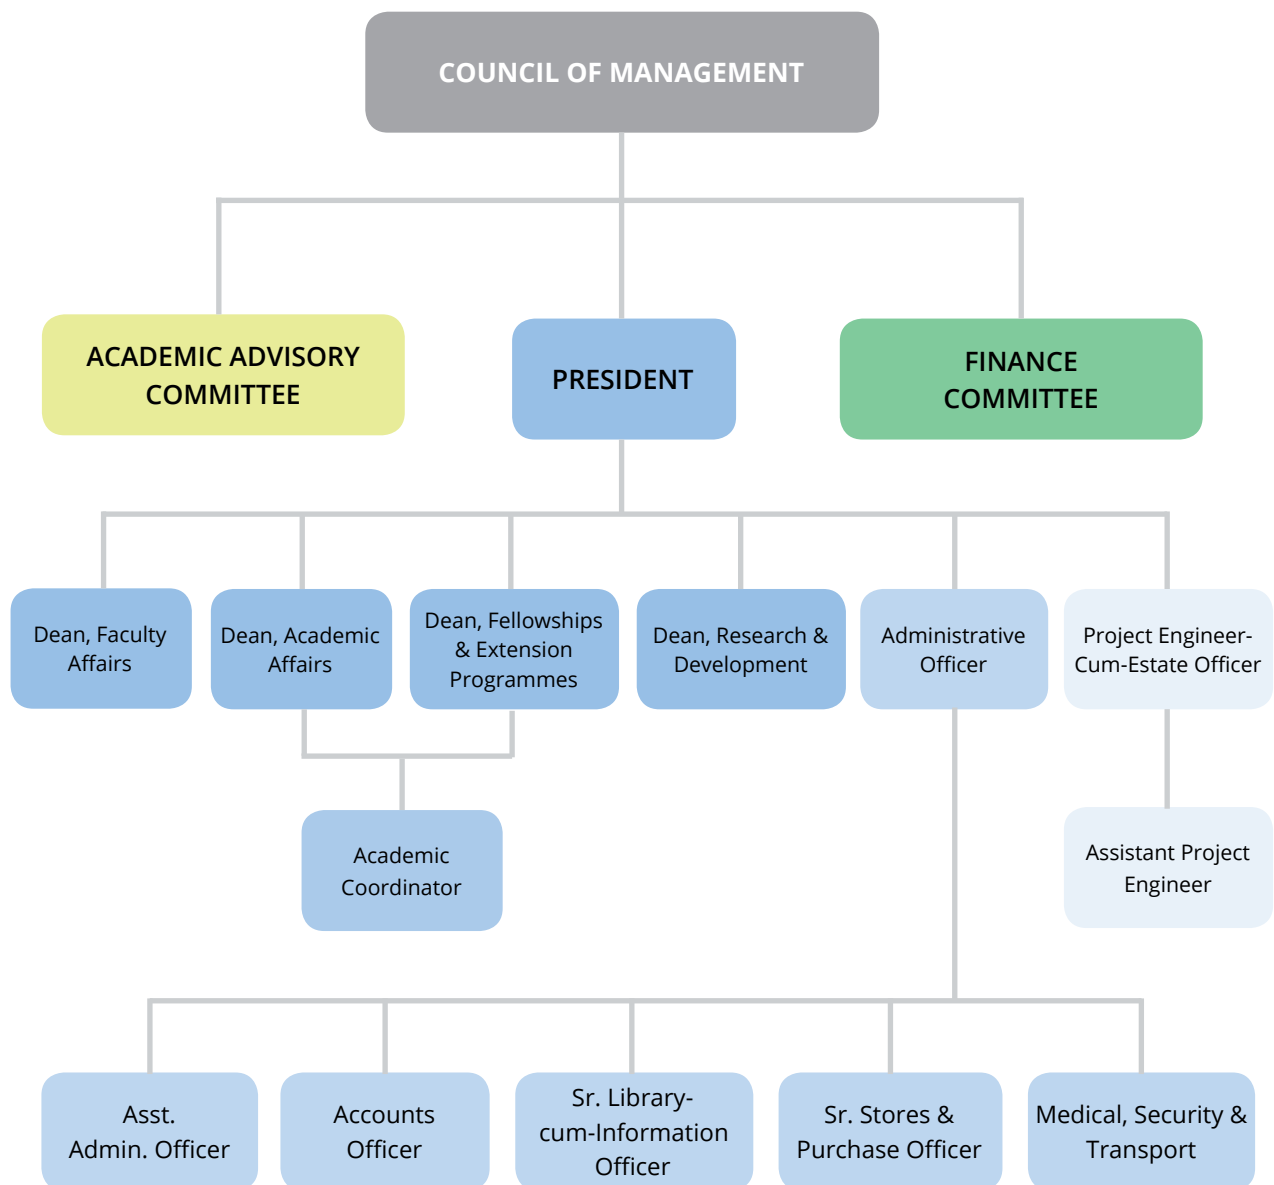 COUNCIL OF MANAGEMENT
ACADEMIC ADVISORY
COMMITTEE
PRESIDENT
FINANCE
COMMITTEE
Dean, Faculty
Affairs
Dean, Academic
Affairs
Dean, Fellowships
& Extension
Programmes
Dean, Research &
Development
Administrative
Officer
Project Engineer-
Cum-Estate Officer
Academic
Coordinator
Assistant Project
Engineer
Asst.
Admin. Officer
Accounts
Officer
Sr. Library-
cum-Information
Officer
Sr. Stores &
Purchase Officer
Medical, Security &
Transport